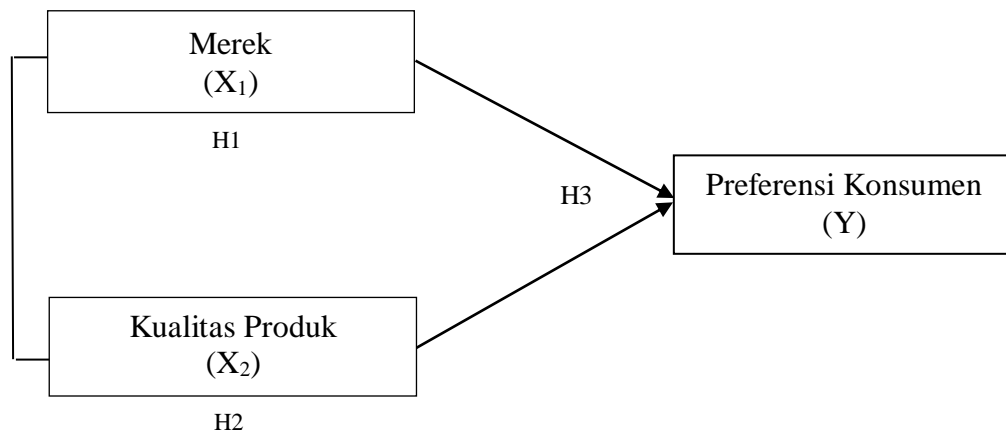 Merek
(X₁)
H1
Preferensi Konsumen
(Y)
H3
Kualitas Produk
(X₂)
H2